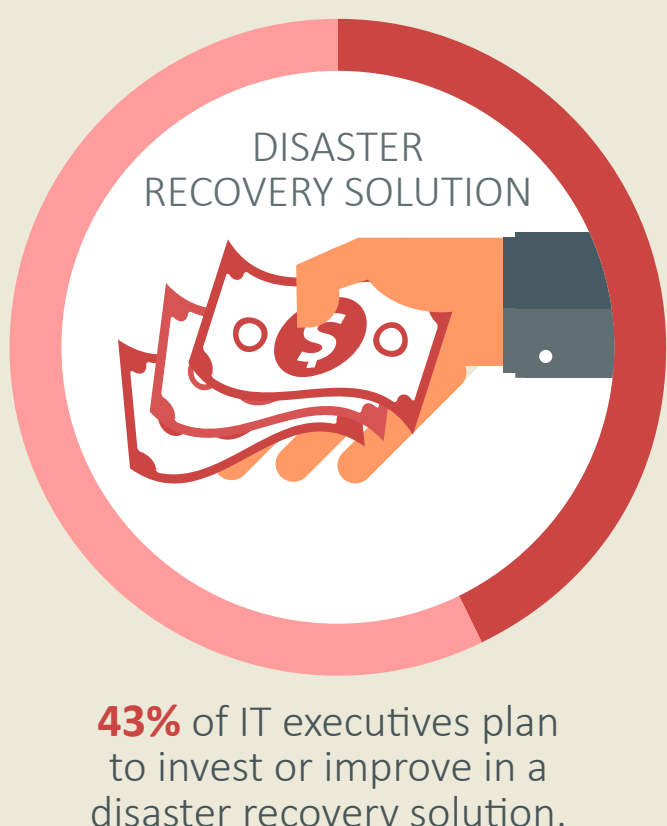 DISASTER
RECOVERY SOLUTION
$
43% of IT executives plan
to invest or improve in a
disaster recovery solution.